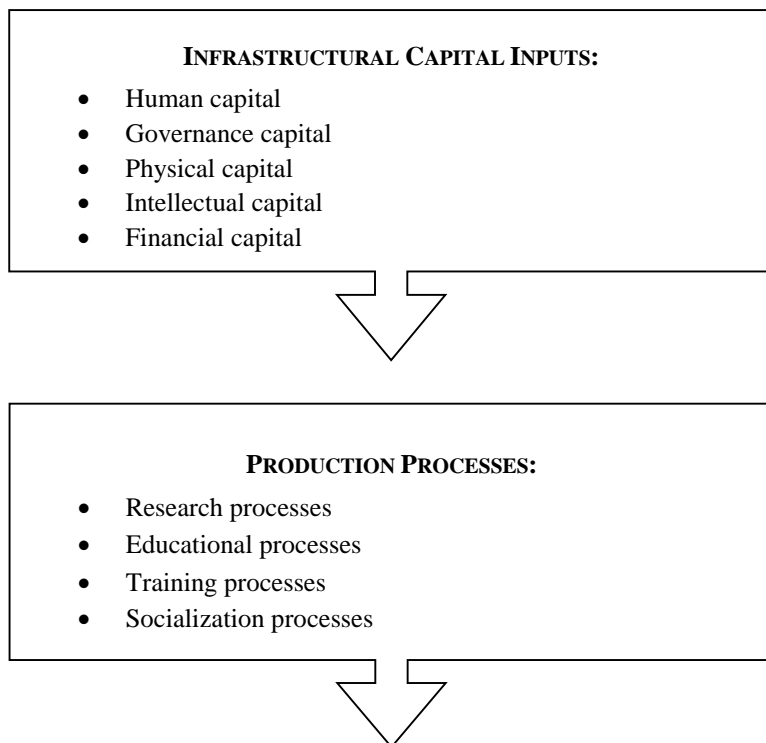 INFRASTRUCTURAL CAPITAL INPUTS:
• Human capital
• Governance capital
• Physical capital
• Intellectual capital
• Financial capital
PRODUCTION PROCESSES:
• Research processes
• Educational processes
• Training processes
• Socialization processes